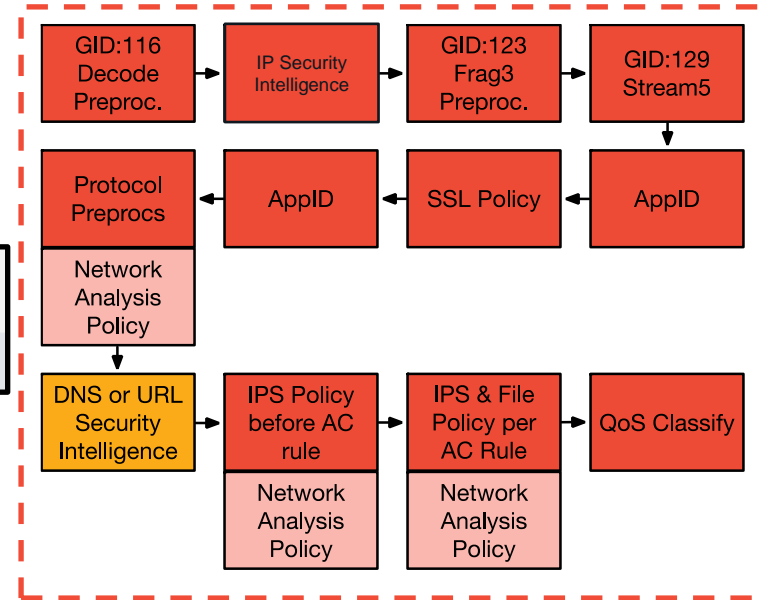 GID:116
Decode
Preproc.
IP Security
Intelligence
GID:123
Frag3
Preproc.
GID:129
Stream5
Protocol
Preprocs
AppID
SSL Policy
AppID
Network
Analysis
Policy
DNS or URL
Security
Intelligence
IPS Policy
before AC
rule
IPS & File
Policy per
AC Rule
QoS Classify
Network
Analysis
Policy
Network
Analysis
Policy